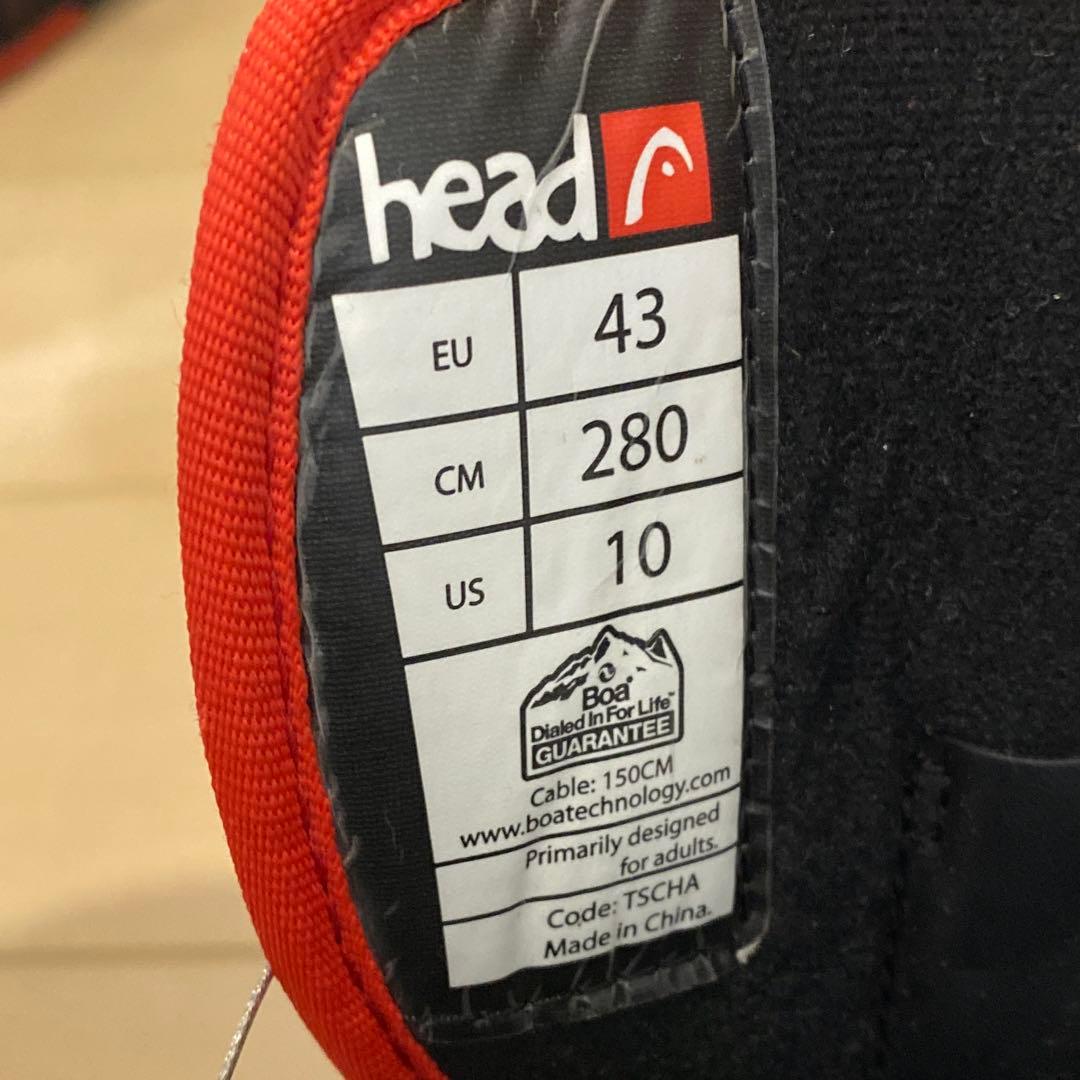 head
EU 43
CM 280
US 10
Boa
Dialed In For Life™
GUARANTEE
Cable: 150CM
www.boatechnology.com
Primarily designed
for adults.
Code: TSCHA
Made in China.